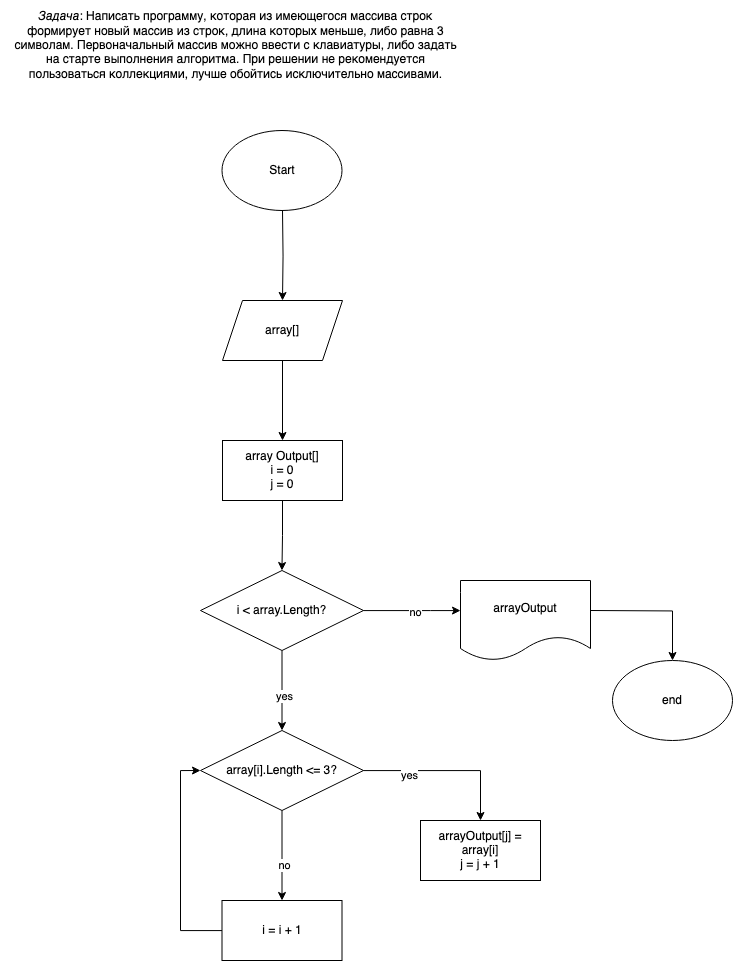 Задача: Написать программу, которая из имеющегося массива строк
формирует новый массив из строк, длина которых меньше, либо равна 3
символам. Первоначальный массив можно ввести с клавиатуры, либо задать
на старте выполнения алгоритма. При решении не рекомендуется
пользоваться коллекциями, лучше обойтись исключительно массивами.
Start
array[]
array Output[]
i = 0
j = 0
i < array.Length?
no
arrayOutput
end
yes
array[i].Length <= 3?
yes
arrayOutput[j] =
array[i]
j = j + 1
no
i = i + 1